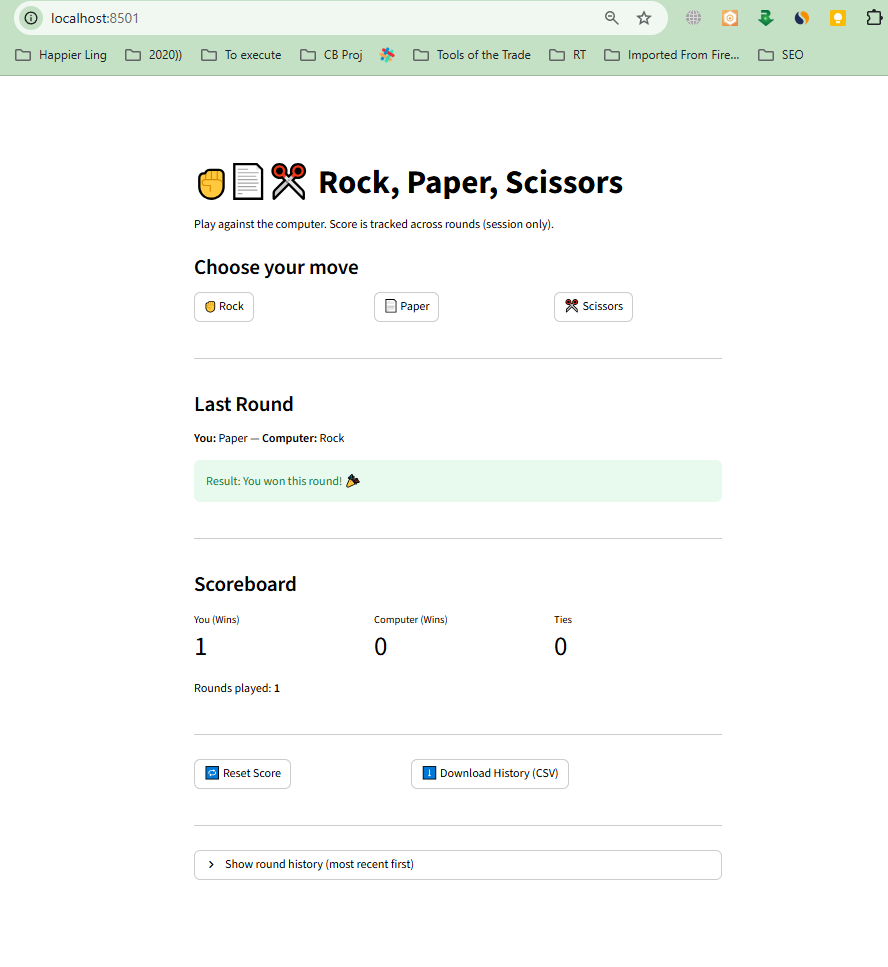 localhost:8501
Happier Ling 2020)) To execute CB Proj Tools of the Trade RT Imported From Fire... SEO
✊📄✂️ Rock, Paper, Scissors
Play against the computer. Score is tracked across rounds (session only).
Choose your move
✊ Rock 📄 Paper ✂️ Scissors
Last Round
You: Paper — Computer: Rock
Result: You won this round! 🎉
Scoreboard
You (Wins) Computer (Wins) Ties
1 0 0
Rounds played: 1
🔁 Reset Score ⬇️ Download History (CSV)
Show round history (most recent first)